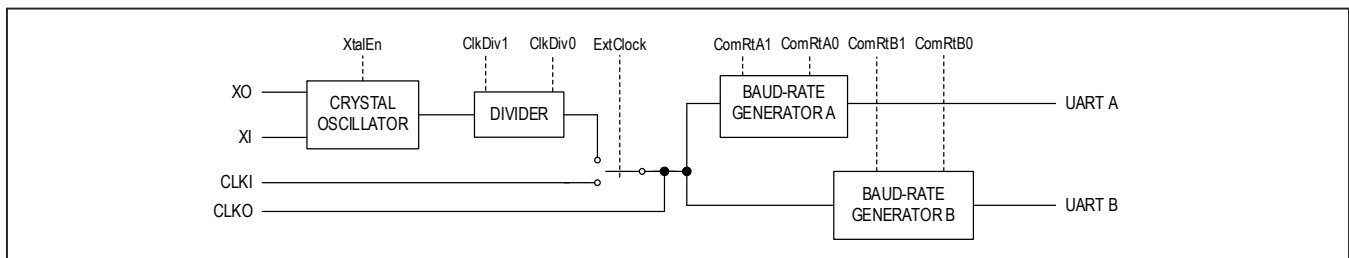 XtalEn
ClkDiv1
ClkDiv0
ExtClock
ComRtA1
ComRtA0
ComRtB1
ComRtB0
XO
XI
CRYSTAL
OSCILLATOR
DIVIDER
BAUD-RATE
GENERATOR A
UART A
CLKI
CLKO
BAUD-RATE
GENERATOR B
UART B